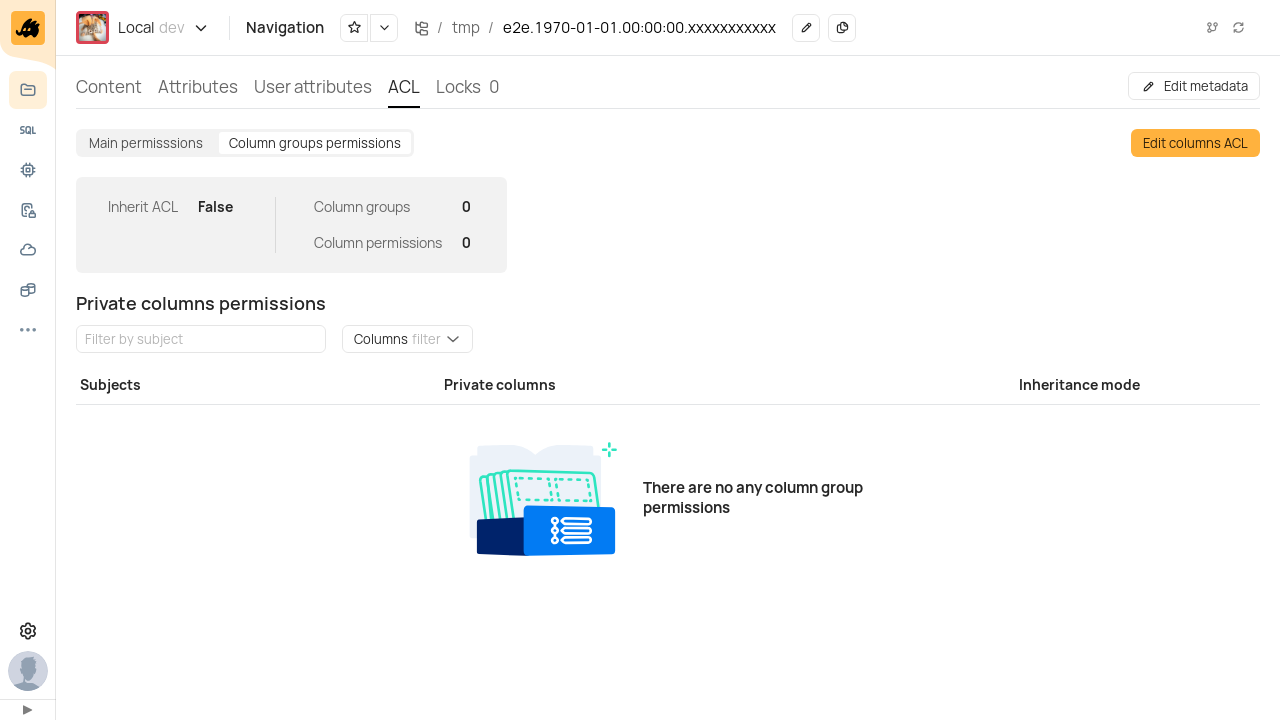 Local dev
Navigation
/ tmp / e2e.1970-01-01.00:00:00.xxxxxxxxxxx
SQL
Content Attributes User attributes ACL Locks 0
Edit metadata
Main permisssions Column groups permissions
Edit columns ACL
Inherit ACL False
Column groups 0
Column permissions 0
Private columns permissions
Filter by subject
Columns filter
Subjects Private columns Inheritance mode
There are no any column group
permissions